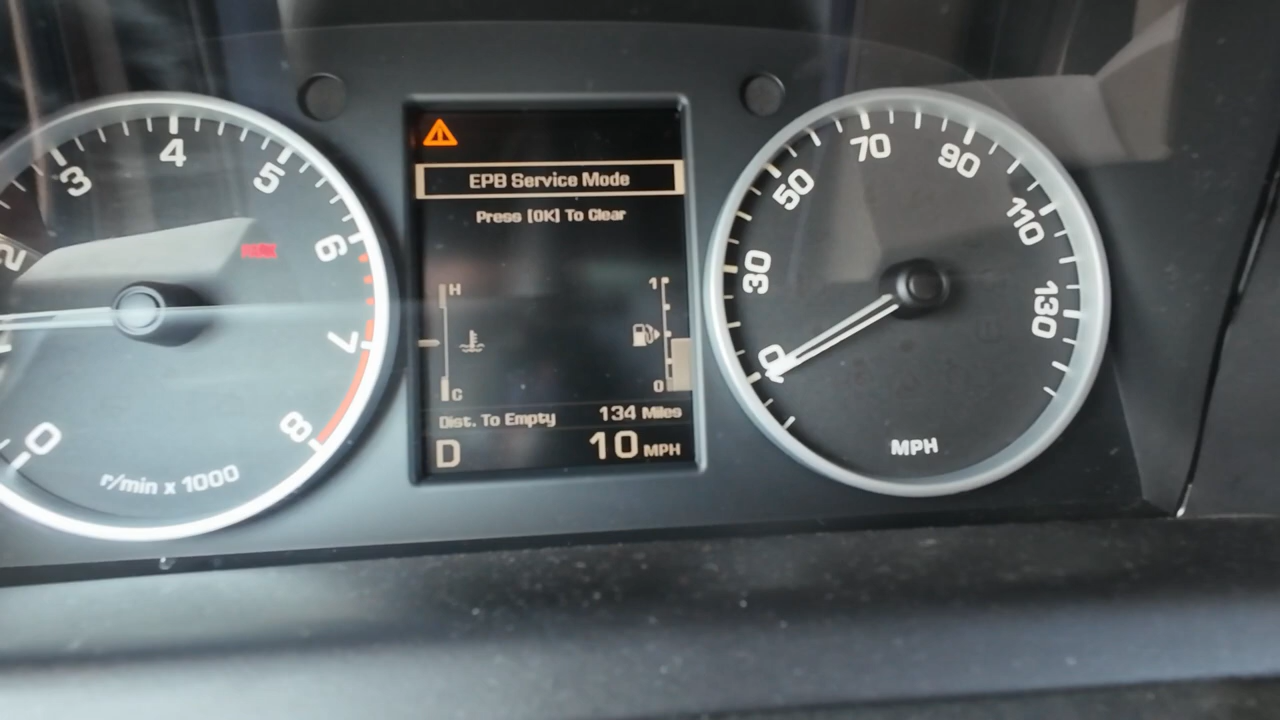 2
3
4
5
6
7
8
0
r/min x 1000
EPB Service Mode
Press [OK] To Clear
H
C
1
0
Dist. To Empty 134 Miles
D 10 MPH
0
30
50
70
90
110
130
MPH